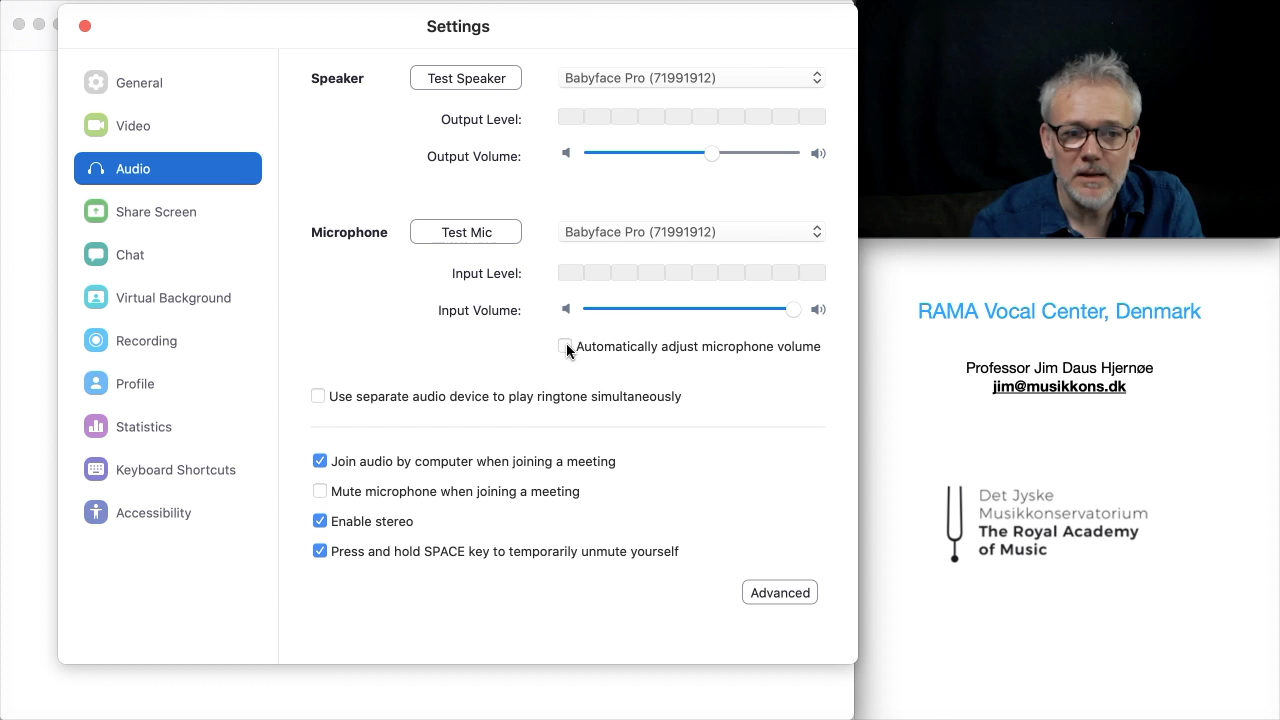 Settings
General
Video
Audio
Share Screen
Chat
Virtual Background
Recording
Profile
Statistics
Keyboard Shortcuts
Accessibility
Speaker
Test Speaker
Babyface Pro (71991912)
Output Level:
Output Volume:
Microphone
Test Mic
Babyface Pro (71991912)
Input Level:
Input Volume:
Automatically adjust microphone volume
Use separate audio device to play ringtone simultaneously
Join audio by computer when joining a meeting
Mute microphone when joining a meeting
Enable stereo
Press and hold SPACE key to temporarily unmute yourself
Advanced
RAMA Vocal Center, Denmark
Professor Jim Daus Hjernøe
jim@musikkons.dk
Det Jyske
Musikkonservatorium
The Royal Academy
of Music